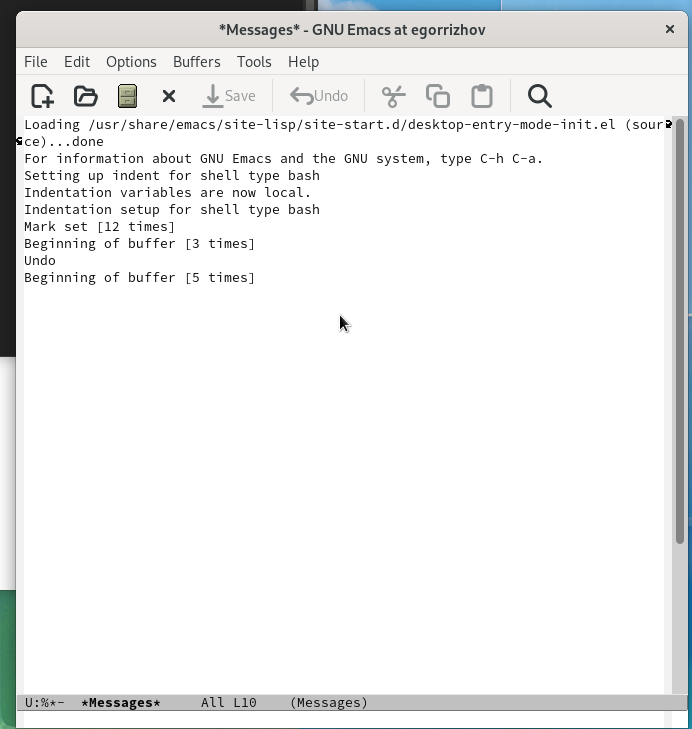 *Messages* - GNU Emacs at egorrizhov
File Edit Options Buffers Tools Help
Save Undo
Loading /usr/share/emacs/site-lisp/site-start.d/desktop-entry-mode-init.el (sour
ce)...done
For information about GNU Emacs and the GNU system, type C-h C-a.
Setting up indent for shell type bash
Indentation variables are now local.
Indentation setup for shell type bash
Mark set [12 times]
Beginning of buffer [3 times]
Undo
Beginning of buffer [5 times]
U:%*- *Messages* All L10 (Messages)